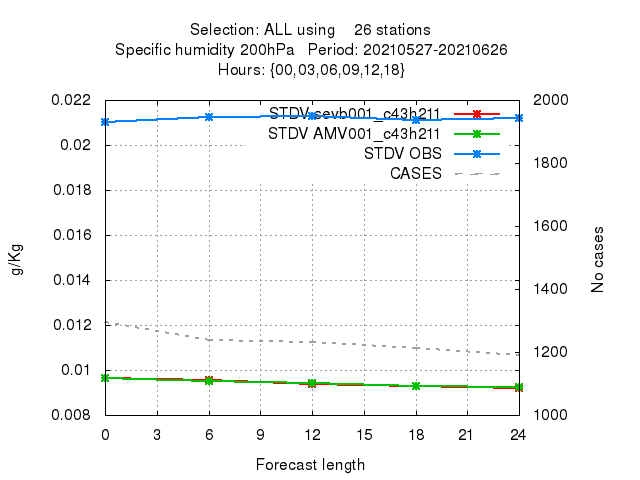 Selection: ALL using 26 stations
Specific humidity 200hPa Period: 20210527-20210626
Hours: {00,03,06,09,12,18}
STDV sevb001_c43h211
STDV AMV001_c43h211
STDV OBS
CASES
0.022
0.02
0.018
0.016
0.014
0.012
0.01
0.008
g/Kg
2000
1800
1600
1400
1200
1000
No cases
0 3 6 9 12 15 18 21 24
Forecast length